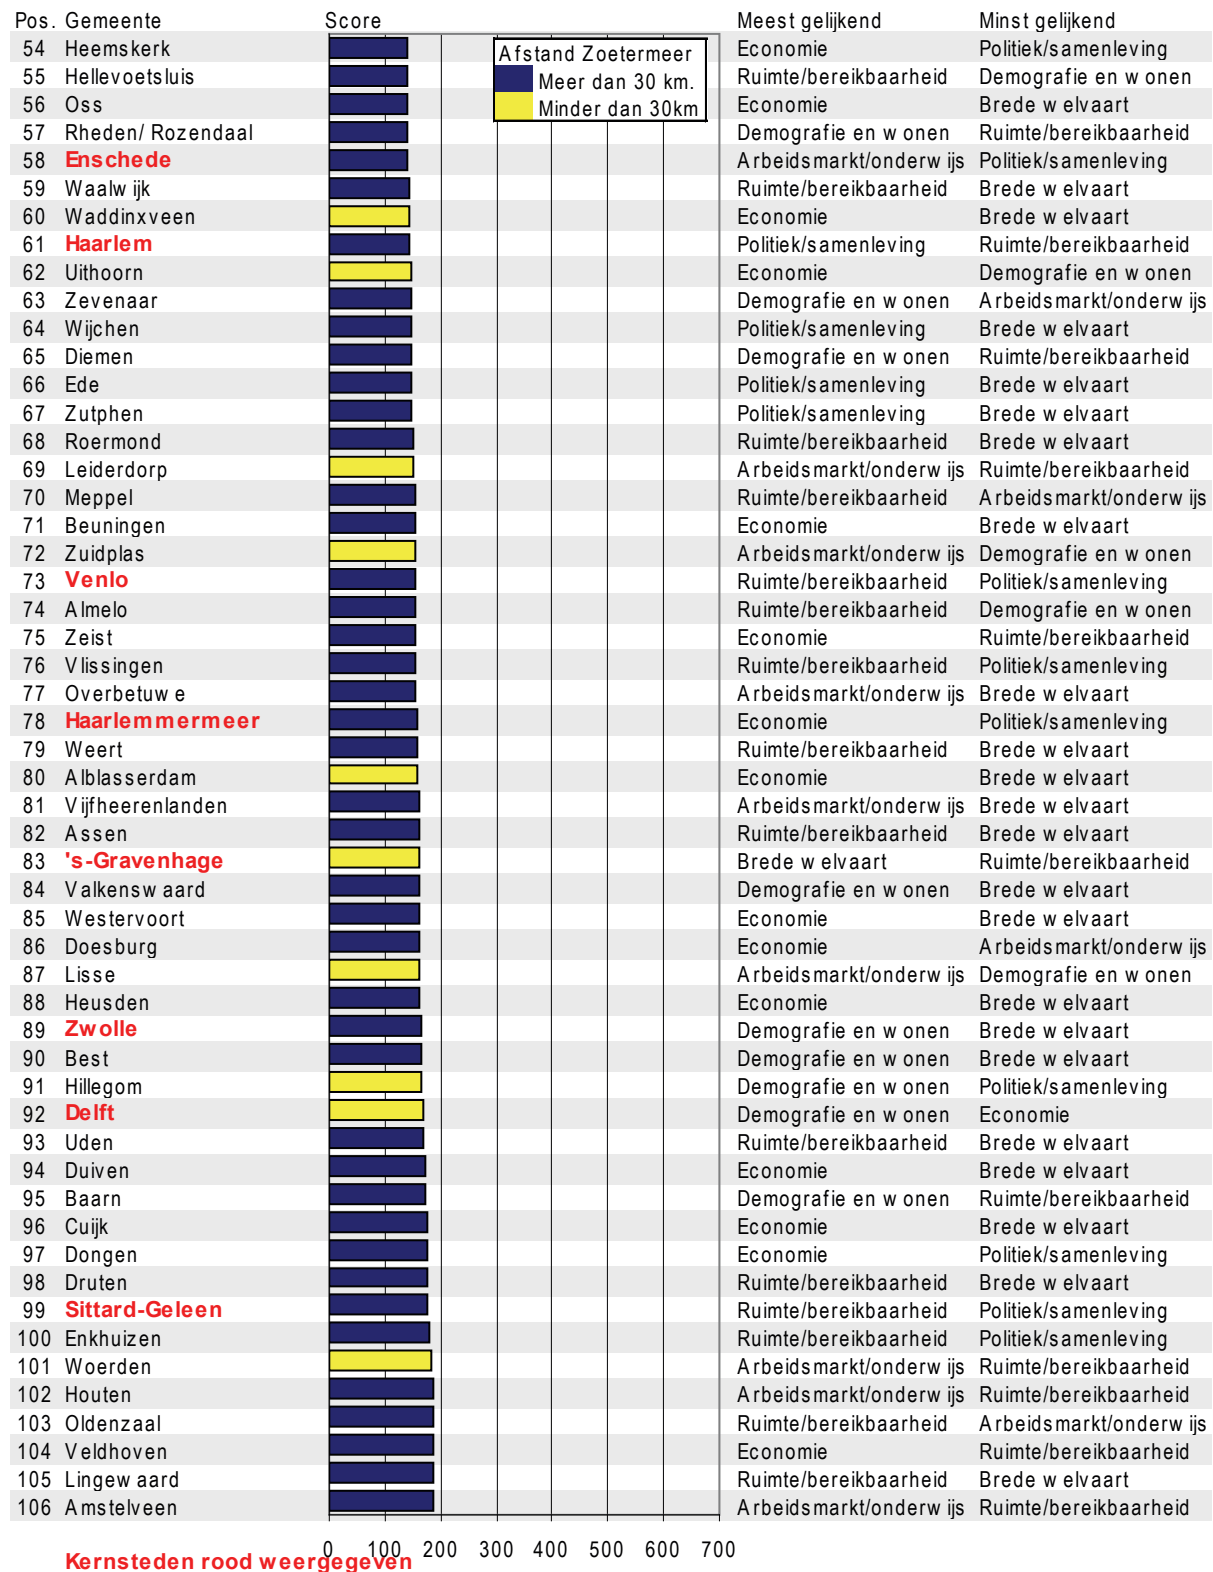 Pos. Gemeente Score Meest gelijkend Minst gelijkend
Afstand Zoetermeer
Meer dan 30 km.
Minder dan 30km
54 Heemskerk Economie Politiek/samenleving
55 Hellevoetsluis Ruimte/bereikbaarheid Demografie en wonen
56 Oss Economie Brede welvaart
57 Rheden/ Rozendaal Demografie en wonen Ruimte/bereikbaarheid
58 Enschede Arbeidsmarkt/onderwijs Politiek/samenleving
59 Waalwijk Ruimte/bereikbaarheid Brede welvaart
60 Waddinxveen Economie Brede welvaart
61 Haarlem Politiek/samenleving Ruimte/bereikbaarheid
62 Uithoorn Economie Demografie en wonen
63 Zevenaar Demografie en wonen Arbeidsmarkt/onderwijs
64 Wijchen Politiek/samenleving Brede welvaart
65 Diemen Demografie en wonen Ruimte/bereikbaarheid
66 Ede Politiek/samenleving Brede welvaart
67 Zutphen Politiek/samenleving Brede welvaart
68 Roermond Ruimte/bereikbaarheid Brede welvaart
69 Leiderdorp Arbeidsmarkt/onderwijs Ruimte/bereikbaarheid
70 Meppel Ruimte/bereikbaarheid Arbeidsmarkt/onderwijs
71 Beuningen Economie Brede welvaart
72 Zuidplas Arbeidsmarkt/onderwijs Demografie en wonen
73 Venlo Ruimte/bereikbaarheid Politiek/samenleving
74 Almelo Ruimte/bereikbaarheid Demografie en wonen
75 Zeist Economie Ruimte/bereikbaarheid
76 Vlissingen Ruimte/bereikbaarheid Politiek/samenleving
77 Overbetuwe Arbeidsmarkt/onderwijs Brede welvaart
78 Haarlemmermeer Economie Politiek/samenleving
79 Weert Ruimte/bereikbaarheid Brede welvaart
80 Alblasserdam Economie Brede welvaart
81 Vijfheerenlanden Arbeidsmarkt/onderwijs Brede welvaart
82 Assen Ruimte/bereikbaarheid Brede welvaart
83 's-Gravenhage Brede welvaart Ruimte/bereikbaarheid
84 Valkenswaard Demografie en wonen Brede welvaart
85 Westervoort Economie Brede welvaart
86 Doesburg Economie Arbeidsmarkt/onderwijs
87 Lisse Arbeidsmarkt/onderwijs Demografie en wonen
88 Heusden Economie Brede welvaart
89 Zwolle Demografie en wonen Brede welvaart
90 Best Demografie en wonen Brede welvaart
91 Hillegom Demografie en wonen Politiek/samenleving
92 Delft Demografie en wonen Economie
93 Uden Ruimte/bereikbaarheid Brede welvaart
94 Duiven Economie Brede welvaart
95 Baarn Demografie en wonen Ruimte/bereikbaarheid
96 Cuijk Economie Brede welvaart
97 Dongen Economie Politiek/samenleving
98 Druten Ruimte/bereikbaarheid Brede welvaart
99 Sittard-Geleen Ruimte/bereikbaarheid Politiek/samenleving
100 Enkhuizen Ruimte/bereikbaarheid Politiek/samenleving
101 Woerden Arbeidsmarkt/onderwijs Ruimte/bereikbaarheid
102 Houten Arbeidsmarkt/onderwijs Ruimte/bereikbaarheid
103 Oldenzaal Ruimte/bereikbaarheid Arbeidsmarkt/onderwijs
104 Veldhoven Economie Ruimte/bereikbaarheid
105 Lingewaard Ruimte/bereikbaarheid Brede welvaart
106 Amstelveen Arbeidsmarkt/onderwijs Ruimte/bereikbaarheid
0 100 200 300 400 500 600 700
Kernsteden rood weergegeven